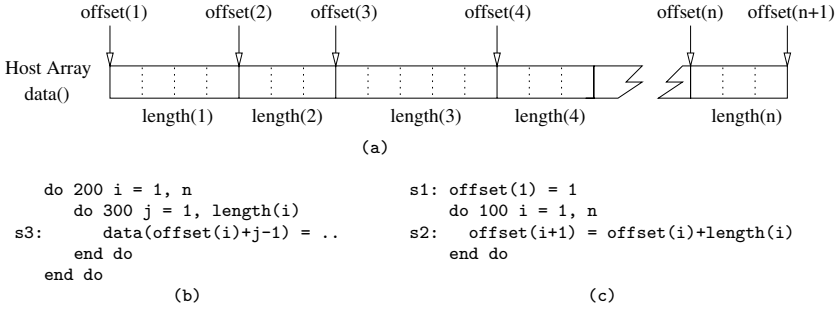 offset(1) offset(2) offset(3) offset(4) offset(n) offset(n+1)
Host Array
data()
length(1) length(2) length(3) length(4) length(n)
(a)
do 200 i = 1, n
do 300 j = 1, length(i)
s3: data(offset(i)+j-1) = ..
end do
end do
(b)
s1: offset(1) = 1
do 100 i = 1, n
s2: offset(i+1) = offset(i)+length(i)
end do
(c)